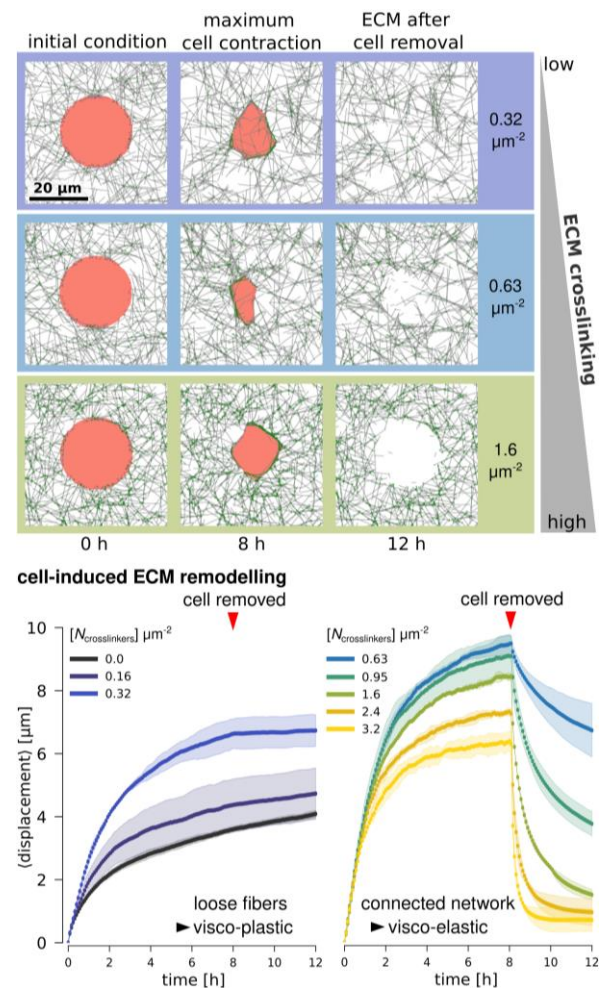 initial condition
maximum
cell contraction
ECM after
cell removal
low
0.32
μm⁻²
20 μm
0.63
μm⁻²
ECM crosslinking
1.6
μm⁻²
high
0 h
8 h
12 h
cell-induced ECM remodelling
cell removed
cell removed
[N_crosslinkers] μm⁻²
0.0
0.16
0.32
[N_crosslinkers] μm⁻²
0.63
0.95
1.6
2.4
3.2
⟨displacement⟩ [μm]
10
8
6
4
2
0
loose fibers
► visco-plastic
connected network
► visco-elastic
0 2 4 6 8 10 12
0 2 4 6 8 10 12
time [h]
time [h]